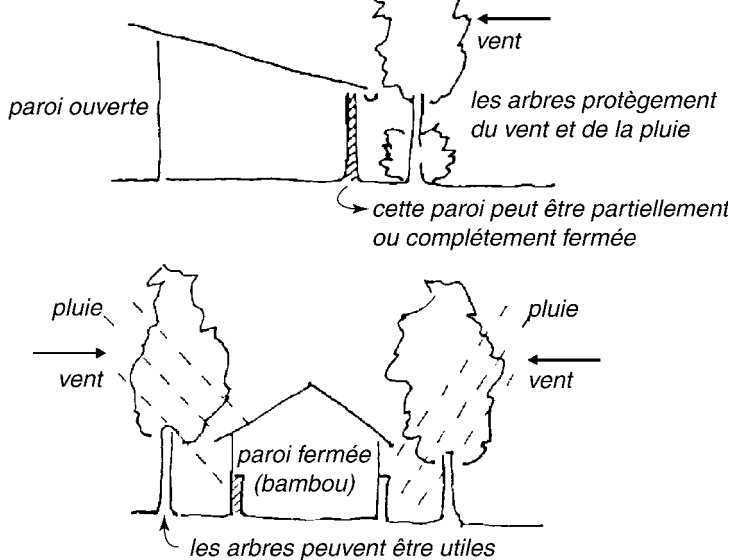 vent
paroi ouverte
les arbres protègement
du vent et de la pluie
cette paroi peut être partiellement
ou complétement fermée
pluie
pluie
vent
vent
paroi fermée
(bambou)
les arbres peuvent être utiles